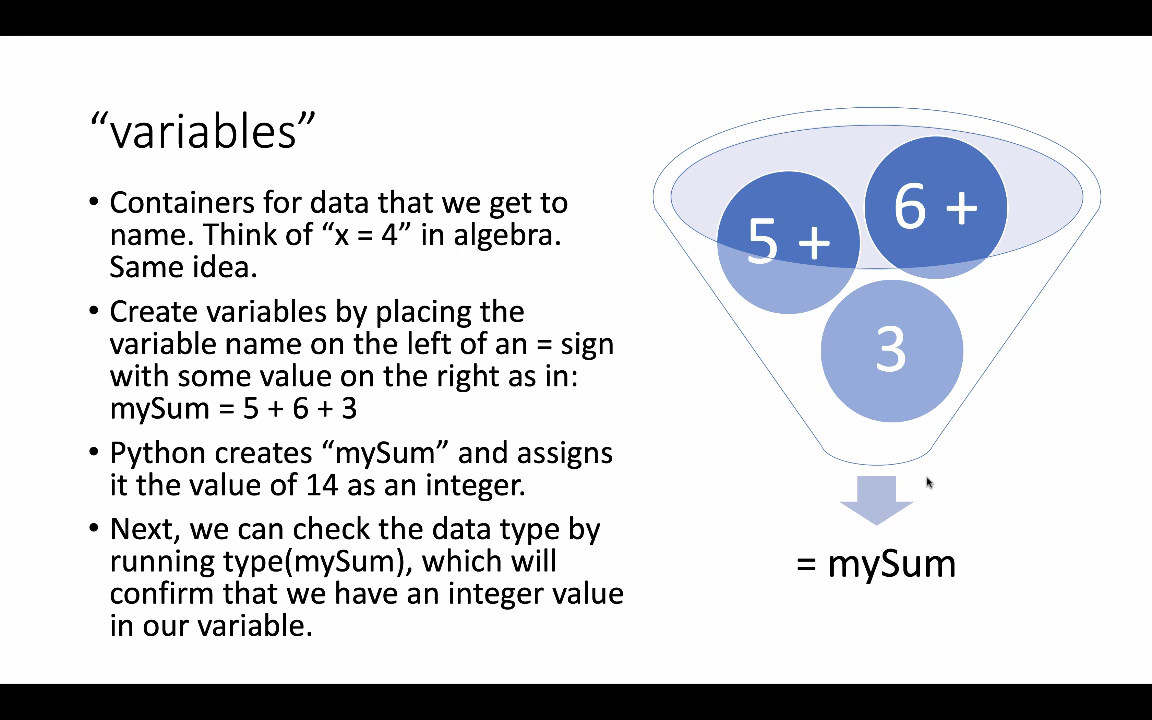 “variables”
• Containers for data that we get to
name. Think of “x = 4” in algebra.
Same idea.
• Create variables by placing the
variable name on the left of an = sign
with some value on the right as in:
mySum = 5 + 6 + 3
• Python creates “mySum” and assigns
it the value of 14 as an integer.
• Next, we can check the data type by
running type(mySum), which will
confirm that we have an integer value
in our variable.
5 +
6 +
3
= mySum